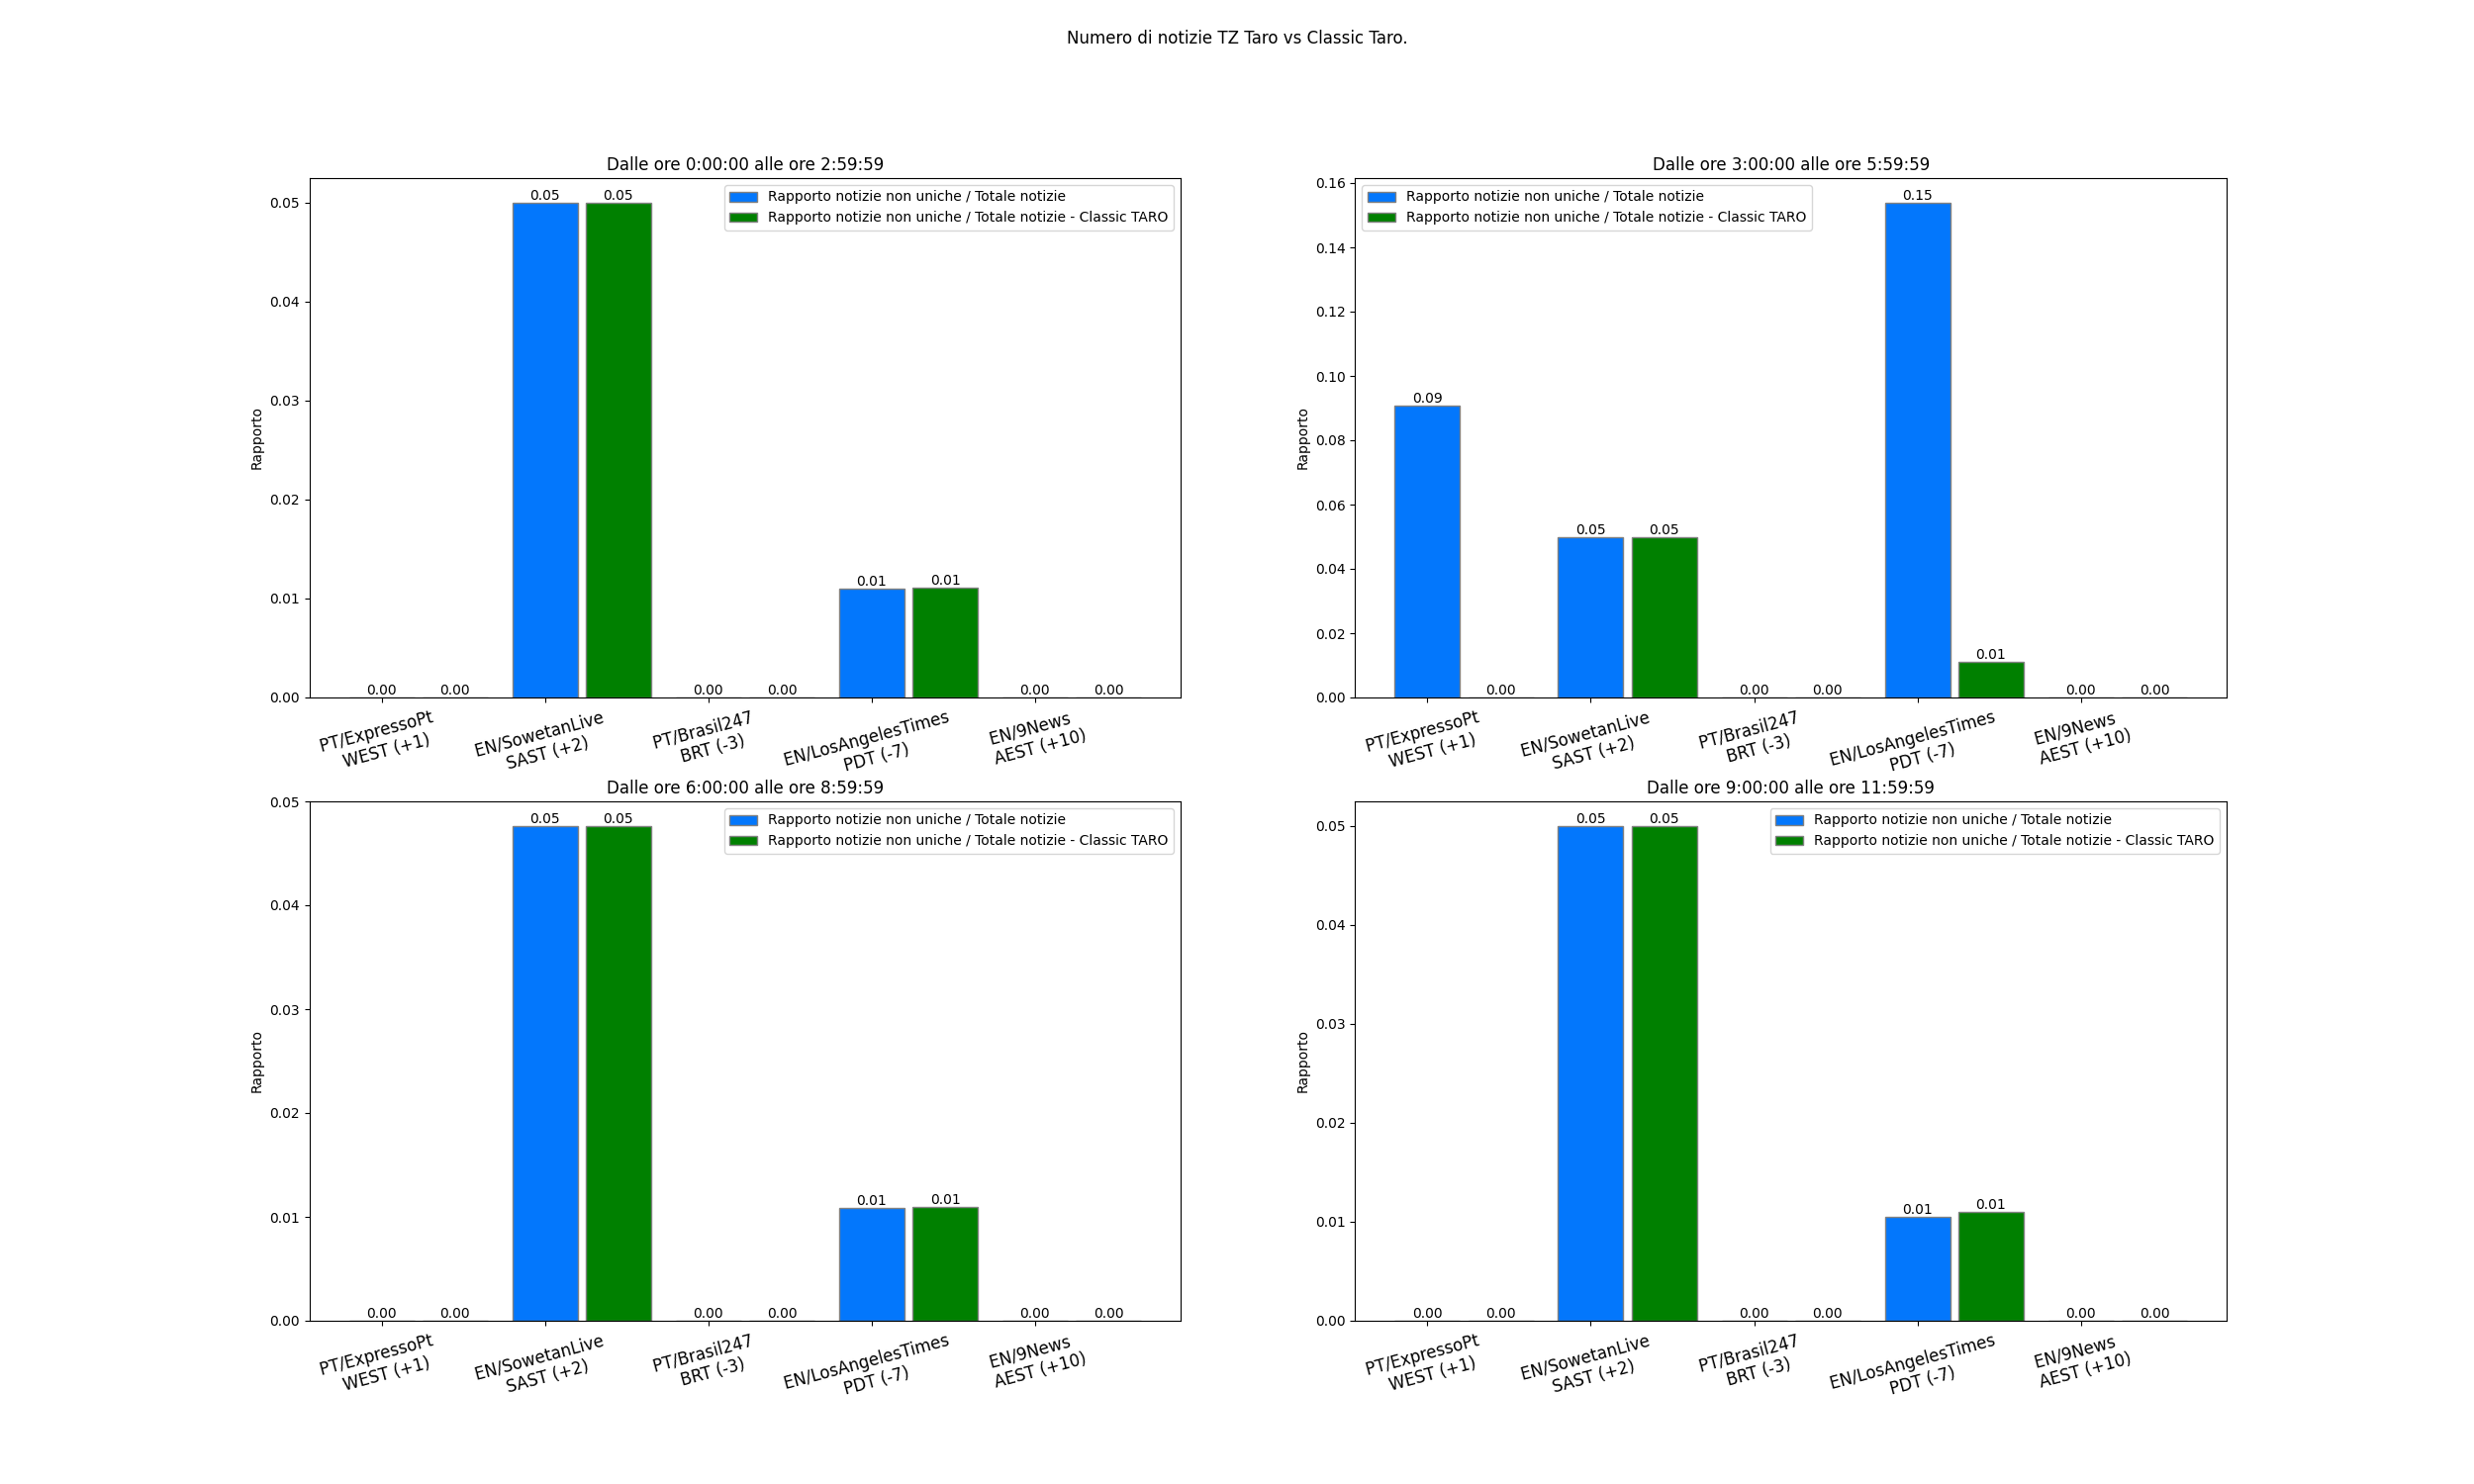 Numero di notizie TZ Taro vs Classic Taro.
Dalle ore 0:00:00 alle ore 2:59:59
Rapporto notizie non uniche / Totale notizie
Rapporto notizie non uniche / Totale notizie - Classic TARO
Rapporto
0.05
0.04
0.03
0.02
0.01
0.00
0.00 0.00 0.05 0.05 0.00 0.00 0.01 0.01 0.00 0.00
PT/ExpressoPt
WEST (+1)
EN/SowetanLive
SAST (+2)
PT/Brasil247
BRT (-3)
EN/LosAngelesTimes
PDT (-7)
EN/9News
AEST (+10)
Dalle ore 3:00:00 alle ore 5:59:59
Rapporto notizie non uniche / Totale notizie
Rapporto notizie non uniche / Totale notizie - Classic TARO
Rapporto
0.16
0.14
0.12
0.10
0.08
0.06
0.04
0.02
0.00
0.09 0.00 0.05 0.05 0.00 0.00 0.15 0.01 0.00 0.00
PT/ExpressoPt
WEST (+1)
EN/SowetanLive
SAST (+2)
PT/Brasil247
BRT (-3)
EN/LosAngelesTimes
PDT (-7)
EN/9News
AEST (+10)
Dalle ore 6:00:00 alle ore 8:59:59
Rapporto notizie non uniche / Totale notizie
Rapporto notizie non uniche / Totale notizie - Classic TARO
Rapporto
0.05
0.04
0.03
0.02
0.01
0.00
0.00 0.00 0.05 0.05 0.00 0.00 0.01 0.01 0.00 0.00
PT/ExpressoPt
WEST (+1)
EN/SowetanLive
SAST (+2)
PT/Brasil247
BRT (-3)
EN/LosAngelesTimes
PDT (-7)
EN/9News
AEST (+10)
Dalle ore 9:00:00 alle ore 11:59:59
Rapporto notizie non uniche / Totale notizie
Rapporto notizie non uniche / Totale notizie - Classic TARO
Rapporto
0.05
0.04
0.03
0.02
0.01
0.00
0.00 0.00 0.05 0.05 0.00 0.00 0.01 0.01 0.00 0.00
PT/ExpressoPt
WEST (+1)
EN/SowetanLive
SAST (+2)
PT/Brasil247
BRT (-3)
EN/LosAngelesTimes
PDT (-7)
EN/9News
AEST (+10)